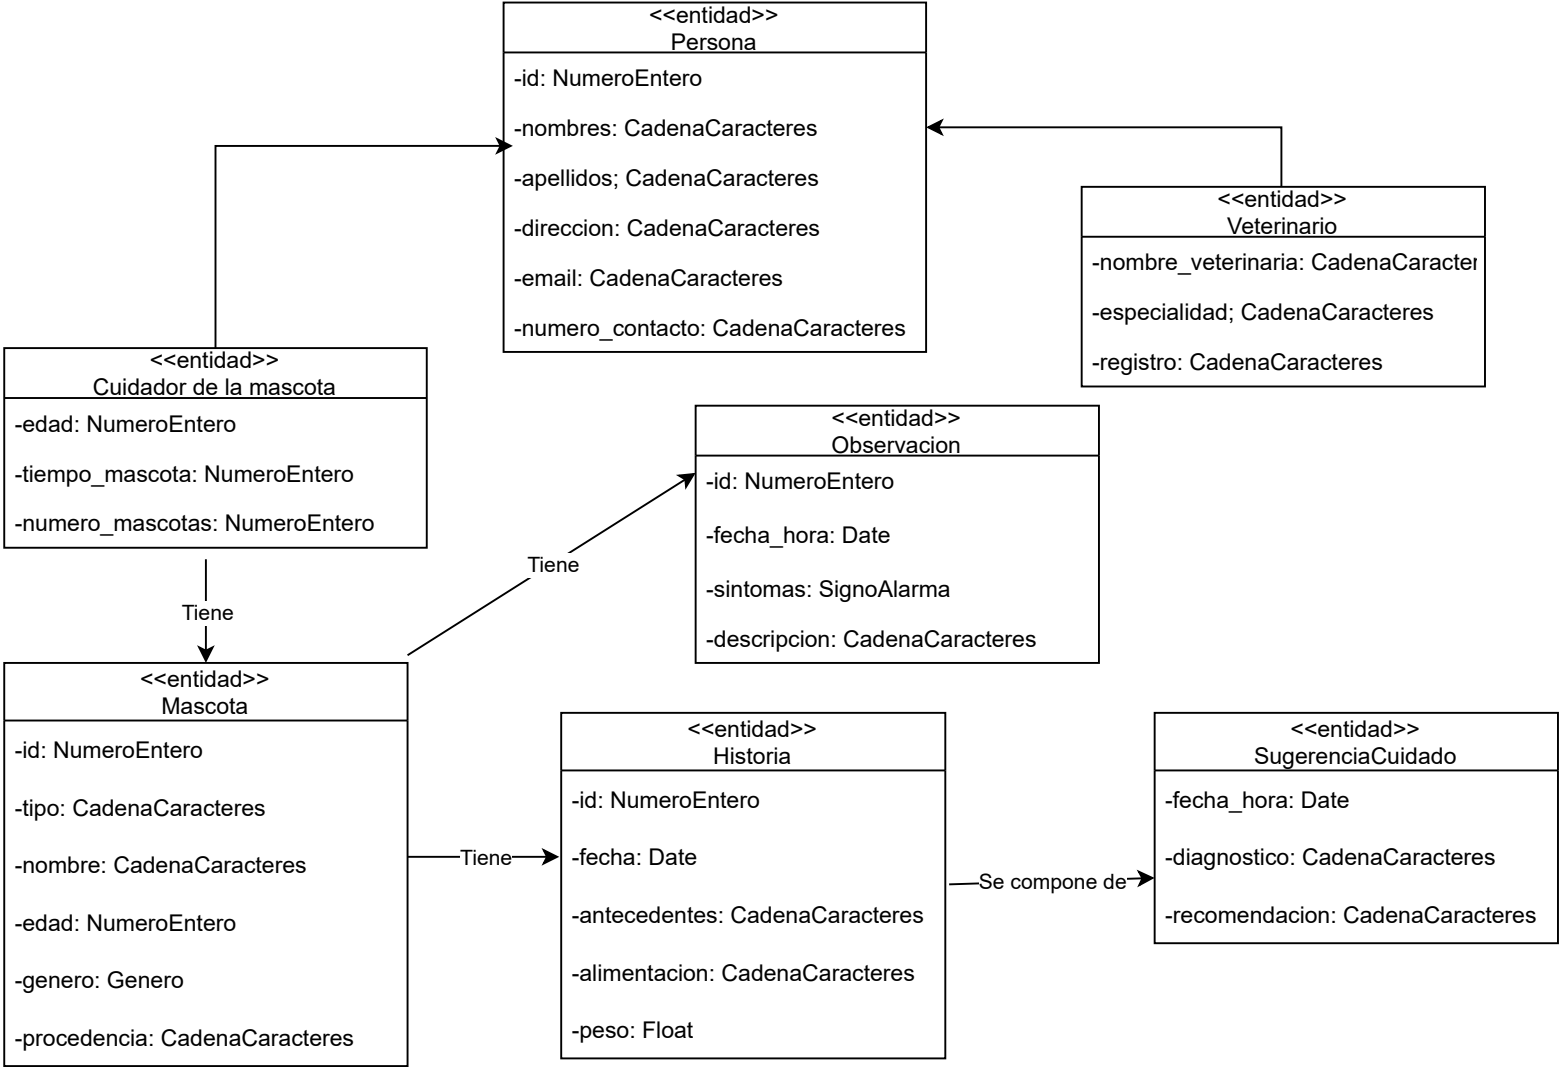 <<entidad>>
Persona
-id: NumeroEntero
-nombres: CadenaCaracteres
-apellidos; CadenaCaracteres
-direccion: CadenaCaracteres
-email: CadenaCaracteres
-numero_contacto: CadenaCaracteres
<<entidad>>
Veterinario
-nombre_veterinaria: CadenaCaracter
-especialidad; CadenaCaracteres
-registro: CadenaCaracteres
<<entidad>>
Cuidador de la mascota
-edad: NumeroEntero
-tiempo_mascota: NumeroEntero
-numero_mascotas: NumeroEntero
<<entidad>>
Observacion
-id: NumeroEntero
-fecha_hora: Date
-sintomas: SignoAlarma
-descripcion: CadenaCaracteres
Tiene
Tiene
<<entidad>>
Mascota
-id: NumeroEntero
-tipo: CadenaCaracteres
-nombre: CadenaCaracteres
-edad: NumeroEntero
-genero: Genero
-procedencia: CadenaCaracteres
Tiene
<<entidad>>
Historia
-id: NumeroEntero
-fecha: Date
-antecedentes: CadenaCaracteres
-alimentacion: CadenaCaracteres
-peso: Float
Se compone de
<<entidad>>
SugerenciaCuidado
-fecha_hora: Date
-diagnostico: CadenaCaracteres
-recomendacion: CadenaCaracteres